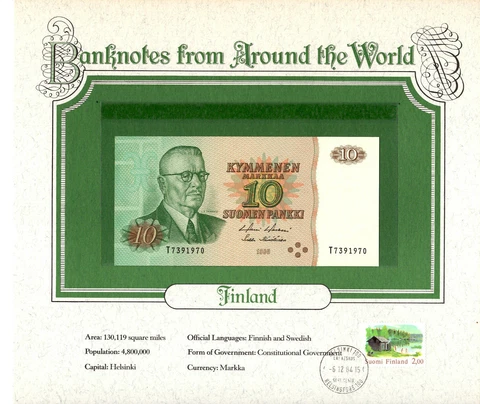 Banknotes from Around the World
KYMMENEN
MARKKAA
10
SUOMEN PANKKI
10
10
T7391970
T7391970
Finland
Area: 130,119 square miles
Population: 4,800,000
Capital: Helsinki
Official Languages: Finnish and Swedish
Form of Government: Constitutional Government
Currency: Markka
Suomi Finland 2,00